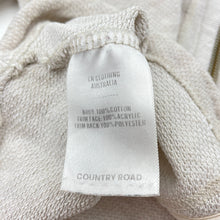 CR CLOTHING
AUSTRALIA
BODY: 100% COTTON
TRIM FACE: 100% ACRYLIC
TRIM BACK: 100% POLYESTER
COUNTRY ROAD